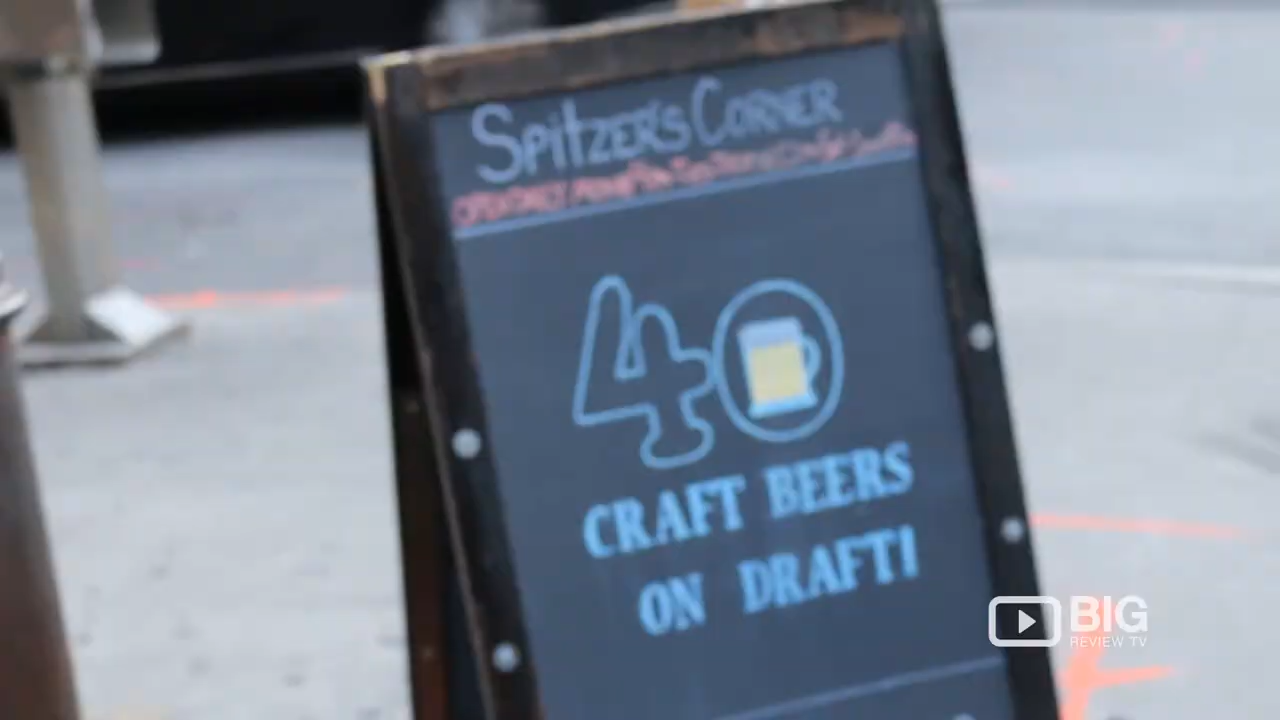 Spitzer's Corner
40
CRAFT BEERS
ON DRAFT!
BIG
REVIEW TV